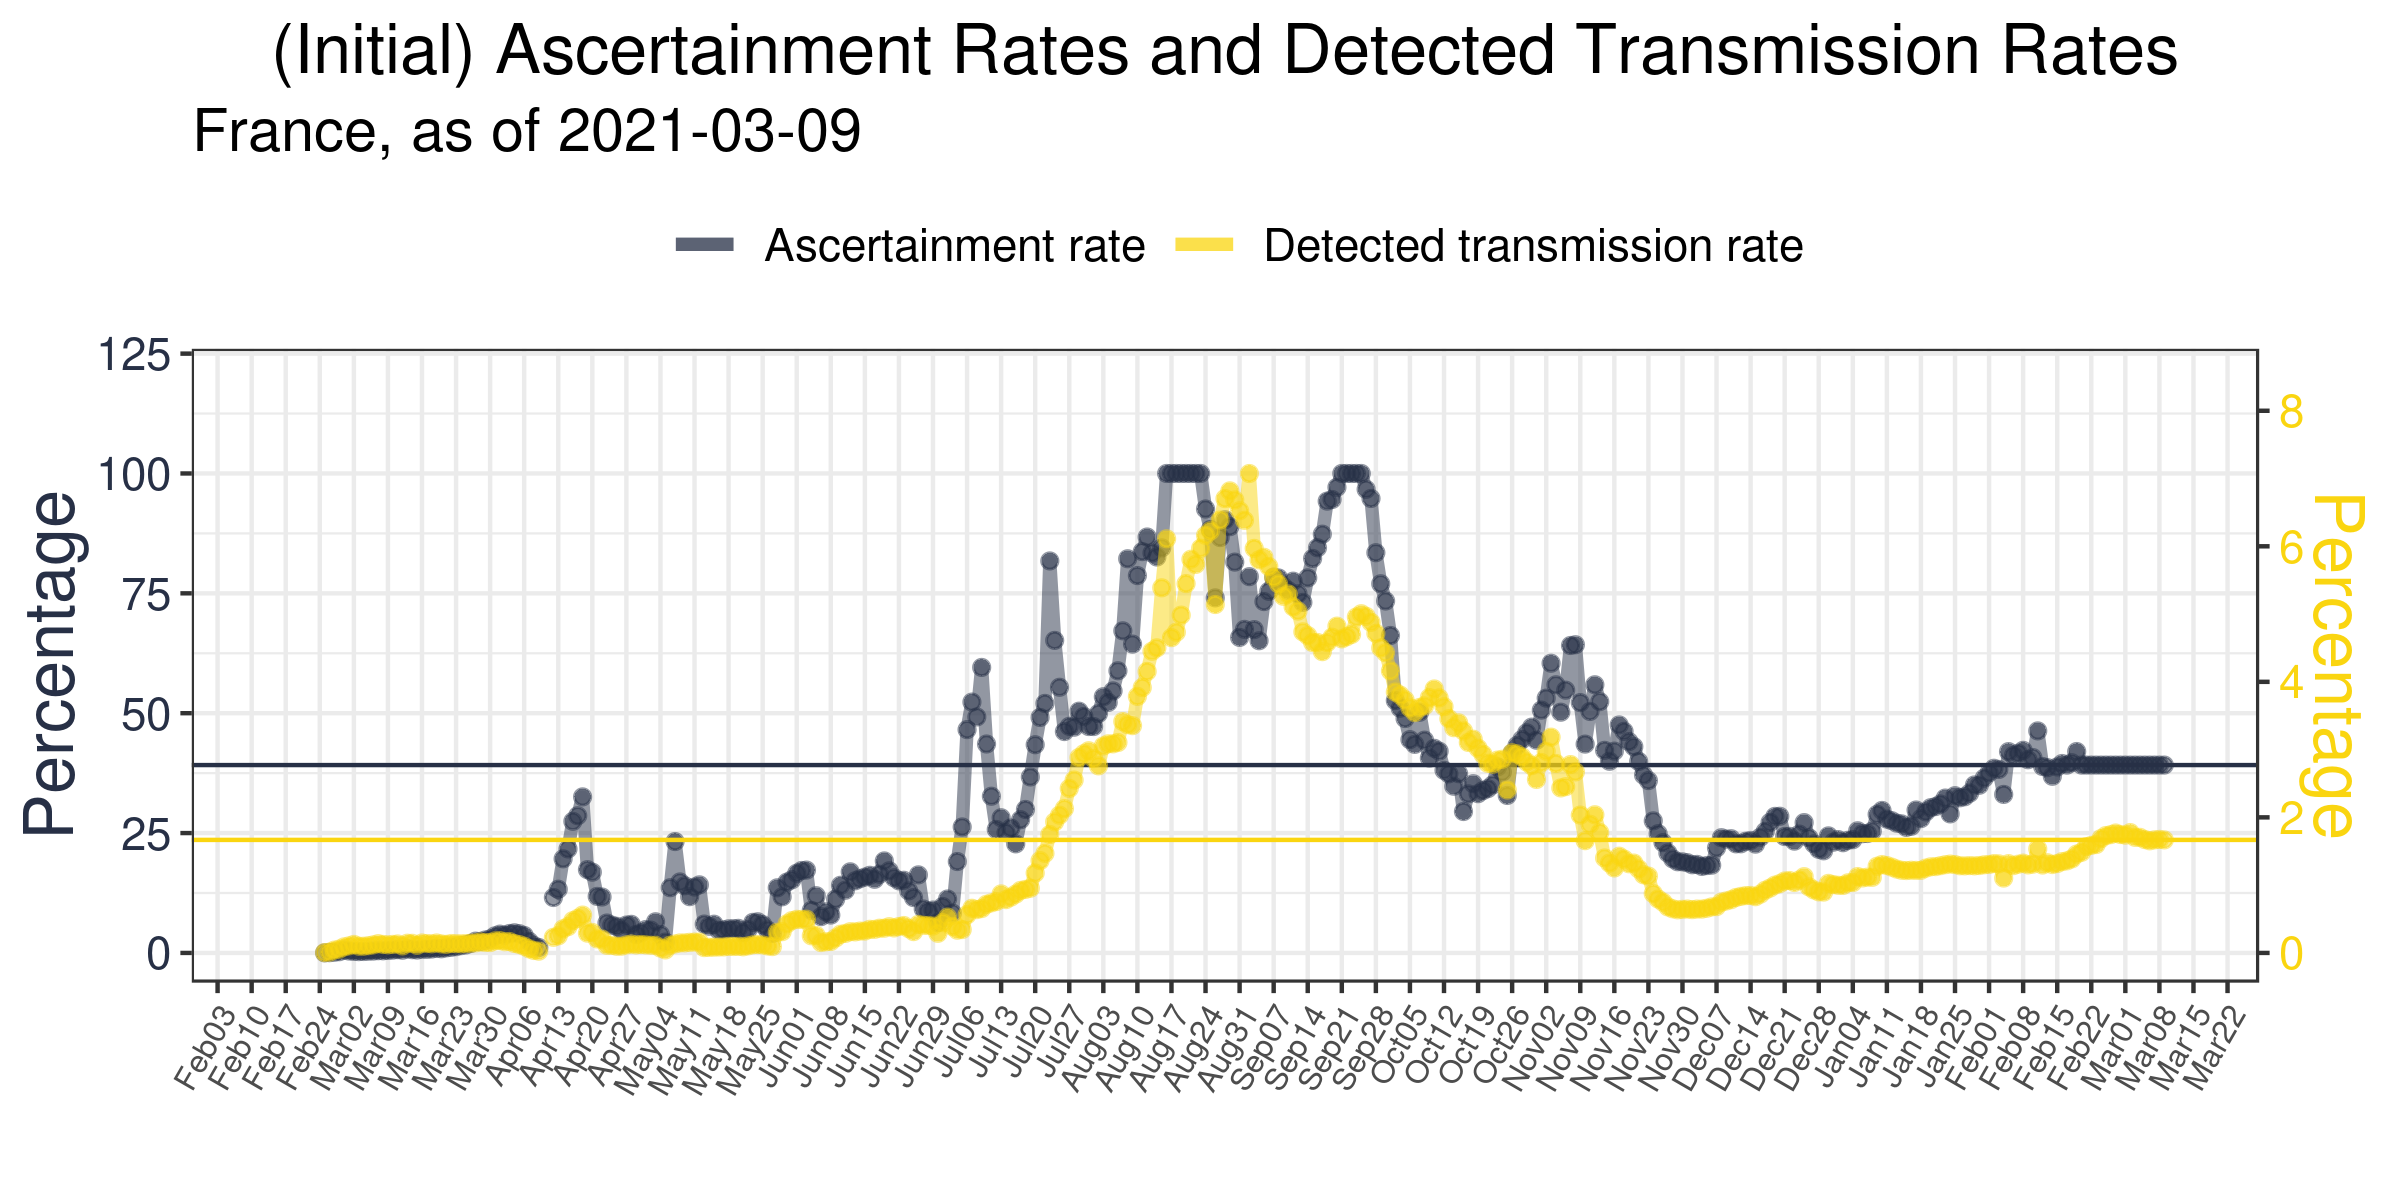 (Initial) Ascertainment Rates and Detected Transmission Rates
France, as of 2021-03-09
Ascertainment rate Detected transmission rate
Percentage
125
100
75
50
25
0
8
6
4
2
0
Percentage
Feb03 Feb10 Feb17 Feb24 Mar02 Mar09 Mar16 Mar23 Mar30 Apr06 Apr13 Apr20 Apr27 May04 May11 May18 May25 Jun01 Jun08 Jun15 Jun22 Jun29 Jul06 Jul13 Jul20 Jul27 Aug03 Aug10 Aug17 Aug24 Aug31 Sep07 Sep14 Sep21 Sep28 Oct05 Oct12 Oct19 Oct26 Nov02 Nov09 Nov16 Nov23 Nov30 Dec07 Dec14 Dec21 Dec28 Jan04 Jan11 Jan18 Jan25 Feb01 Feb08 Feb15 Feb22 Mar01 Mar08 Mar15 Mar22